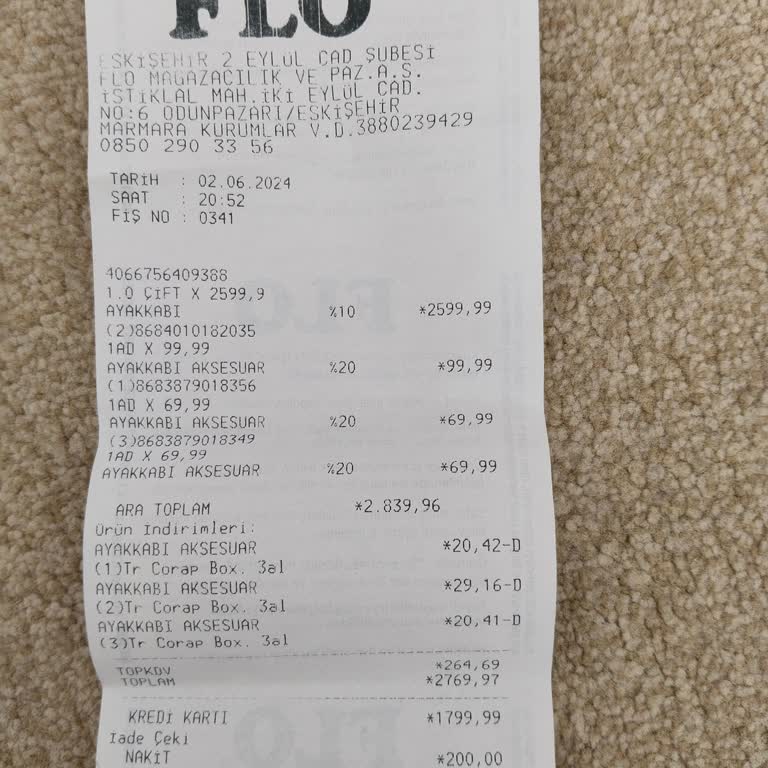 FLO
ESKİŞEHİR 2 EYLÜL CAD ŞUBESİ
FLO MAĞAZACILIK VE PAZ.A.Ş.
İSTİKLAL MAH.İKİ EYLÜL CAD.
NO:6 ODUNPAZARI/ESKİŞEHİR
MARMARA KURUMLAR V.D.3880239429
0850 290 33 56
TARİH : 02.06.2024
SAAT : 20:52
FİŞ NO : 0341
4066756409388
1.0 ÇİFT X 2599,9
AYAKKABI %10 *2599,99
(2)8684010182035
1AD X 99,99
AYAKKABI AKSESUAR %20 *99,99
(1)8683879018356
1AD X 69,99
AYAKKABI AKSESUAR %20 *69,99
(3)8683879018349
1AD X 69,99
AYAKKABI AKSESUAR %20 *69,99
ARA TOPLAM *2.839,96
Ürün İndirimleri:
AYAKKABI AKSESUAR *20,42-D
(1)Tr Corap Box. 3al
AYAKKABI AKSESUAR *29,16-D
(2)Tr Corap Box. 3al
AYAKKABI AKSESUAR *20,41-D
(3)Tr Corap Box. 3al
TOPKDV *264,69
TOPLAM *2769,97
KREDİ KARTI *1799,99
İade Çeki
NAKİT *200,00